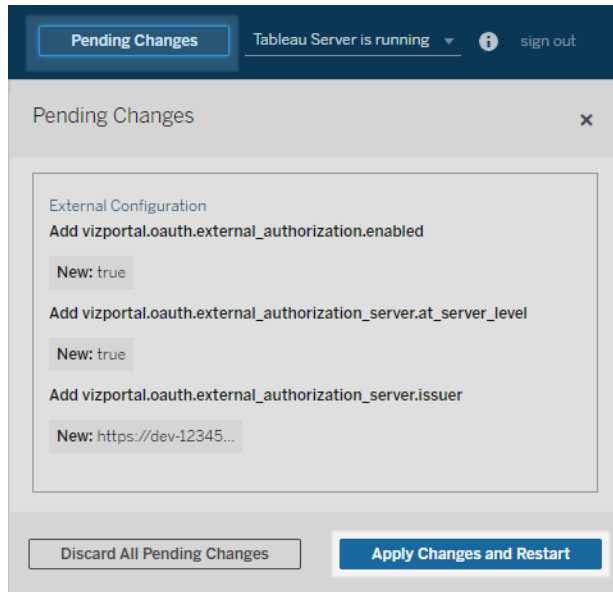 Pending Changes
Tableau Server is running
sign out
Pending Changes
External Configuration
Add vizportal.oauth.external_authorization.enabled
New: true
Add vizportal.oauth.external_authorization_server.at_server_level
New: true
Add vizportal.oauth.external_authorization_server.issuer
New: https://dev-12345...
Discard All Pending Changes
Apply Changes and Restart